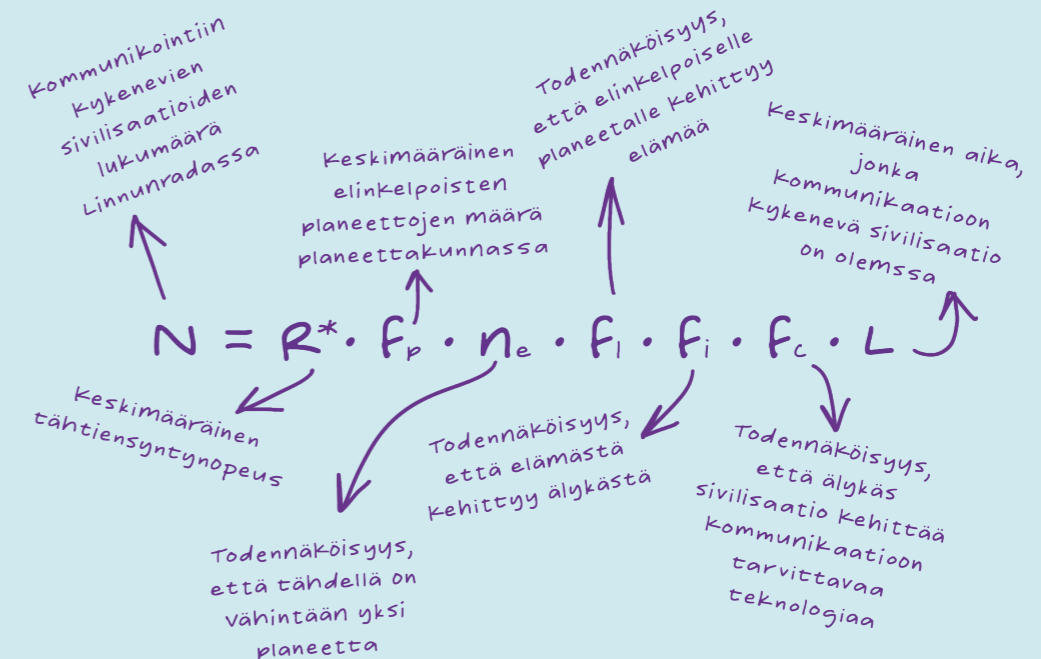 Kommunikointiin
kykenevien
sivilisaatioiden
lukumäärä
Linnunradassa
Keskimääräinen
elinkelpoisten
planeettojen määrä
planeettakunnassa
Todennäköisyys,
että elinkelpoiselle
planeetalle kehittyy
elämää
Keskimääräinen aika,
jonka
kommunikaatioon
kykenevä sivilisaatio
on olemssa
N = R* · fp · ne · fl · fi · fc · L
Keskimääräinen
tähtiensyntynopeus
Todennäköisyys,
että tähdellä on
vähintään yksi
planeetta
Todennäköisyys,
että elämästä
kehittyy älykästä
Todennäköisyys,
että älykäs
sivilisaatio kehittää
kommunikaatioon
tarvittavaa
teknologiaa